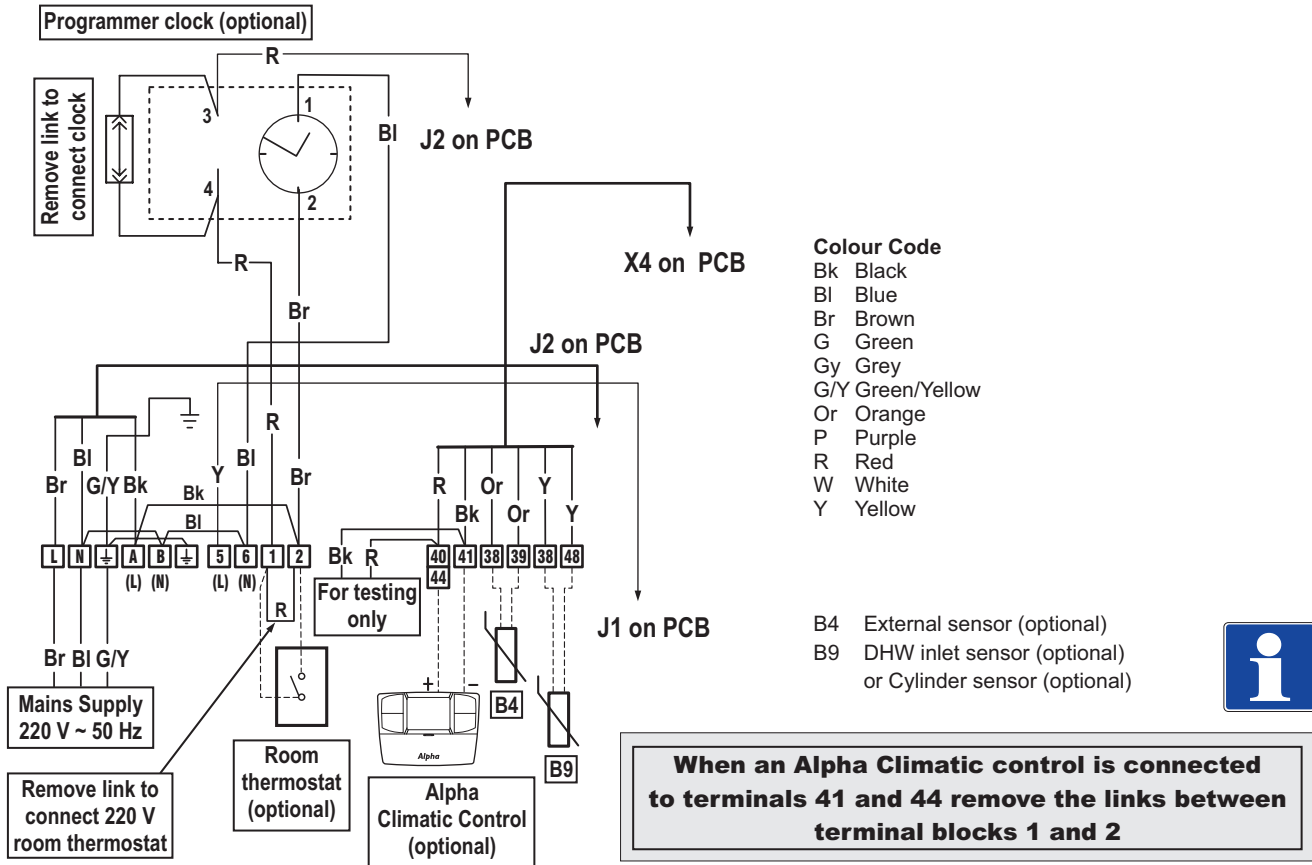 Programmer clock (optional)
Remove link to
connect clock
R
3
4
1
2
Bl
J2 on PCB
R
Br
X4 on PCB
J2 on PCB
Colour Code
Bk Black
Bl Blue
Br Brown
G Green
Gy Grey
G/Y Green/Yellow
Or Orange
P Purple
R Red
W White
Y Yellow
Br Bl G/Y Bk
Bk
Bl
Y Bl R Br
R Bk Or Or Y Y
L N A B 5 6 1 2
(L) (N) (L) (N)
R
Bk R
For testing
only
40 41 38 39 38 48
44
J1 on PCB
Br Bl G/Y
Mains Supply
220 V ~ 50 Hz
Remove link to
connect 220 V
room thermostat
Room
thermostat
(optional)
+ −
Alpha
Alpha
Climatic Control
(optional)
B4
B9
B4 External sensor (optional)
B9 DHW inlet sensor (optional)
or Cylinder sensor (optional)
i
When an Alpha Climatic control is connected
to terminals 41 and 44 remove the links between
terminal blocks 1 and 2